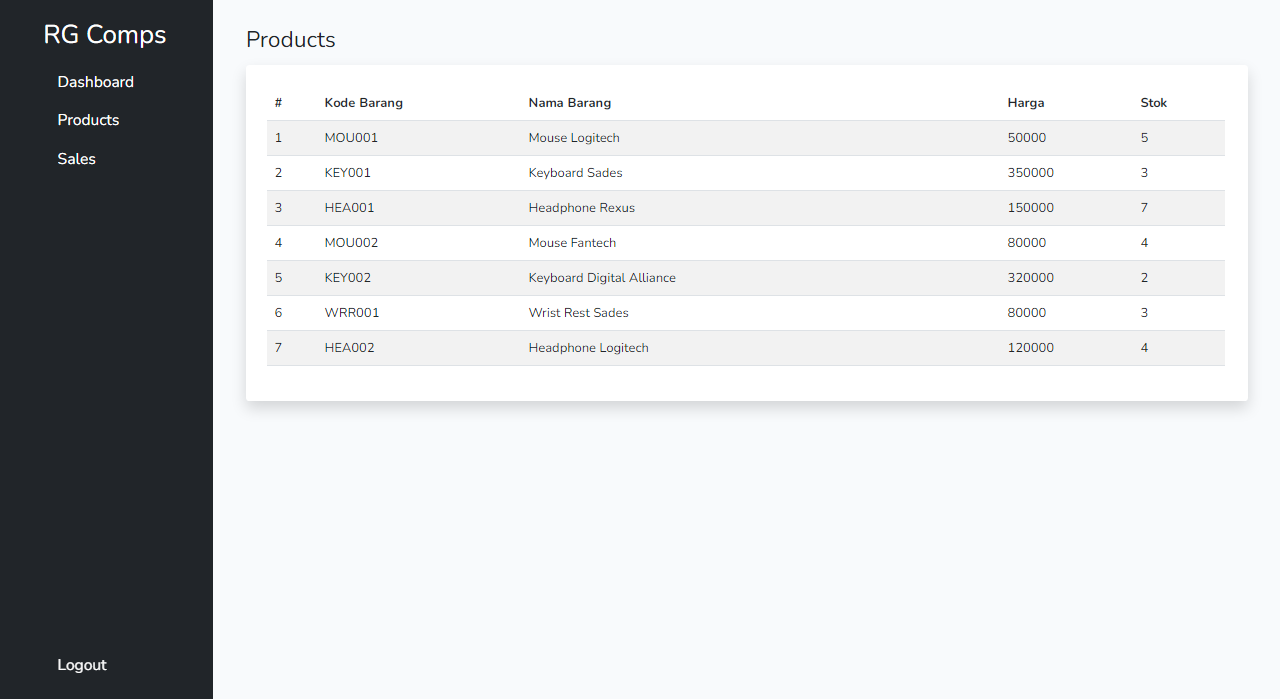 RG Comps
Dashboard
Products
Sales
Logout
Products
# Kode Barang Nama Barang Harga Stok
1 MOU001 Mouse Logitech 50000 5
2 KEY001 Keyboard Sades 350000 3
3 HEA001 Headphone Rexus 150000 7
4 MOU002 Mouse Fantech 80000 4
5 KEY002 Keyboard Digital Alliance 320000 2
6 WRR001 Wrist Rest Sades 80000 3
7 HEA002 Headphone Logitech 120000 4